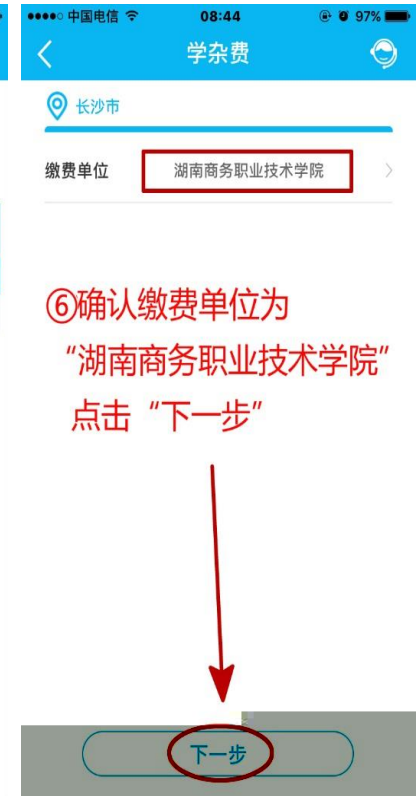 中国电信 08:44 97%
学杂费
长沙市
缴费单位 湖南商务职业技术学院
⑥确认缴费单位为
“湖南商务职业技术学院”
点击“下一步”
下一步